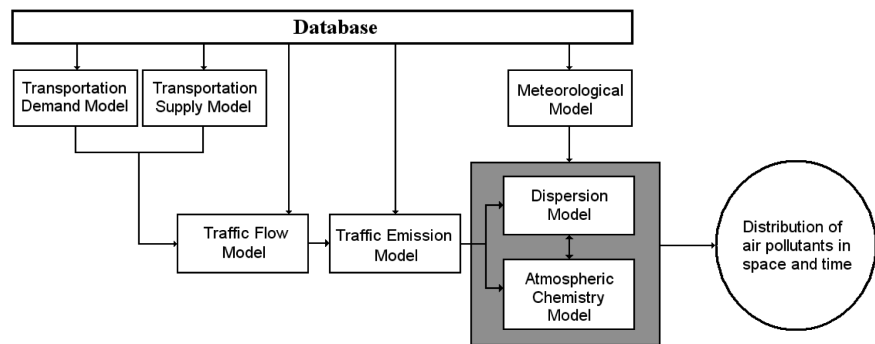 Database
Transportation
Demand Model
Transportation
Supply Model
Meteorological
Model
Traffic Flow
Model
Traffic Emission
Model
Dispersion
Model
Atmospheric
Chemistry
Model
Distribution of
air pollutants in
space and time